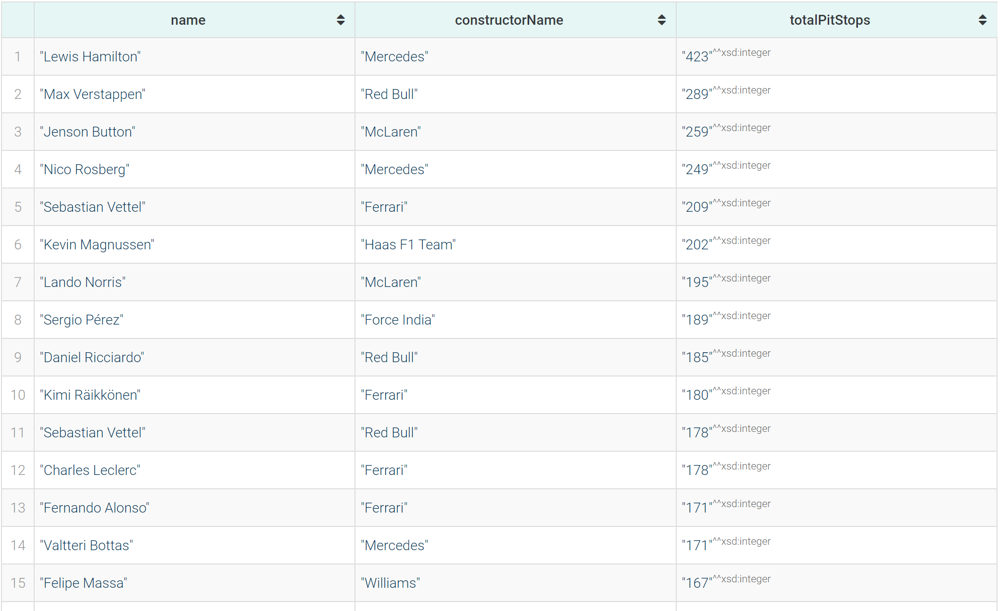 name constructorName totalPitStops
1 "Lewis Hamilton" "Mercedes" "423"^^xsd:integer
2 "Max Verstappen" "Red Bull" "289"^^xsd:integer
3 "Jenson Button" "McLaren" "259"^^xsd:integer
4 "Nico Rosberg" "Mercedes" "249"^^xsd:integer
5 "Sebastian Vettel" "Ferrari" "209"^^xsd:integer
6 "Kevin Magnussen" "Haas F1 Team" "202"^^xsd:integer
7 "Lando Norris" "McLaren" "195"^^xsd:integer
8 "Sergio Pérez" "Force India" "189"^^xsd:integer
9 "Daniel Ricciardo" "Red Bull" "185"^^xsd:integer
10 "Kimi Räikkönen" "Ferrari" "180"^^xsd:integer
11 "Sebastian Vettel" "Red Bull" "178"^^xsd:integer
12 "Charles Leclerc" "Ferrari" "178"^^xsd:integer
13 "Fernando Alonso" "Ferrari" "171"^^xsd:integer
14 "Valtteri Bottas" "Mercedes" "171"^^xsd:integer
15 "Felipe Massa" "Williams" "167"^^xsd:integer